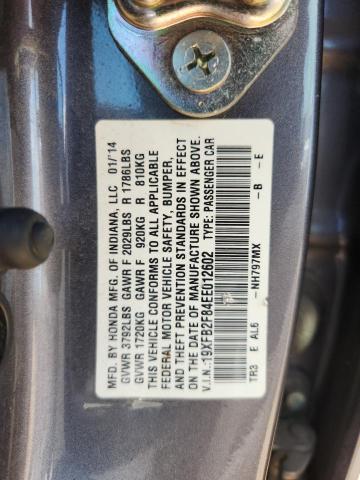 MFD. BY HONDA MFG. OF INDIANA, LLC 01/14
GVWR 3792LBS GAWR F 2029LBS R 1786LBS
GVWR 1720KG GAWR F 920KG R 810KG
THIS VEHICLE CONFORMS TO ALL APPLICABLE
FEDERAL MOTOR VEHICLE SAFETY, BUMPER,
AND THEFT PREVENTION STANDARDS IN EFFECT
ON THE DATE OF MANUFACTURE SHOWN ABOVE.
V.I.N.:19XFB2F84EE012602 TYPE: PASSENGER CAR
NH797MX - B - E
TR3 E AL6